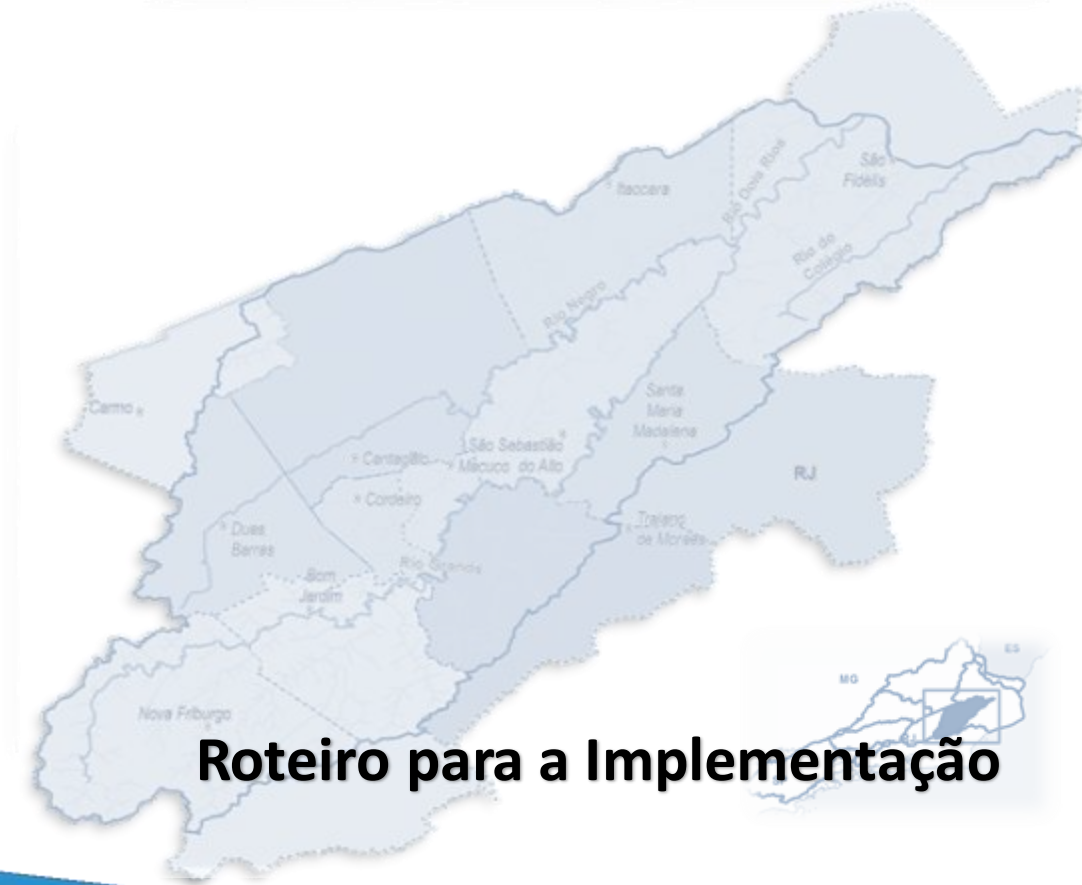 Itaocara
São
Fidélis
Rio Dois Rios
Rio do
Colégio
Rio Negro
Carmo
Santa
Maria
Madalena
São Sebastião
do Alto
Macuco
Cantagalo
Cordeiro
RJ
Duas
Barras
Trajano
de Moraes
Rio Grande
Bom
Jardim
Nova Friburgo
ES
MG
Roteiro para a Implementação